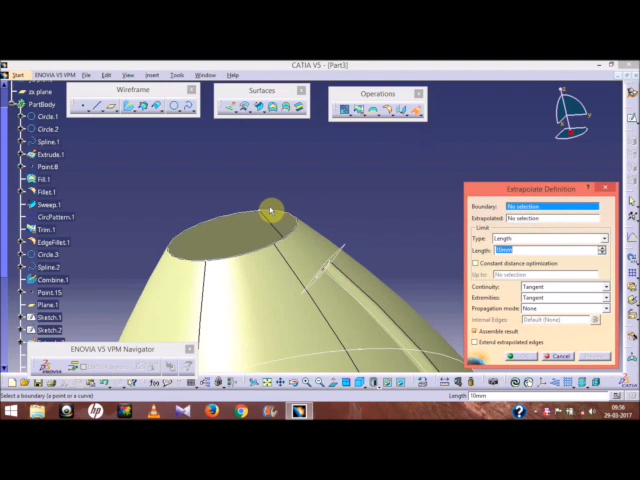 CATIA V5 - [Part3]
Start ENOVIA V5 VPM File Edit View Insert Tools Window Help
zx plane
PartBody
Circle.1
Circle.2
Spline.1
Extrude.1
Point.8
Fill.1
Fillet.1
Sweep.1
CircPattern.1
Trim.1
EdgeFillet.1
Circle.3
Spline.2
Combine.1
Point.15
Plane.1
Sketch.1
Sketch.2
Wireframe
Surfaces
Operations
z
y
x
Extrapolate Definition
Boundary: No selection
Extrapolated: No selection
Limit
Type: Length
Length: 10mm
Constant distance optimization
Up to: No selection
Continuity: Tangent
Extremities: Tangent
Propagation mode: None
Internal Edges: Default (None)
Assemble result
Extend extrapolated edges
Cancel
ENOVIA V5 VPM Navigator
Select a boundary (a point or a curve)
Length 10mm
09:56
29-03-2017